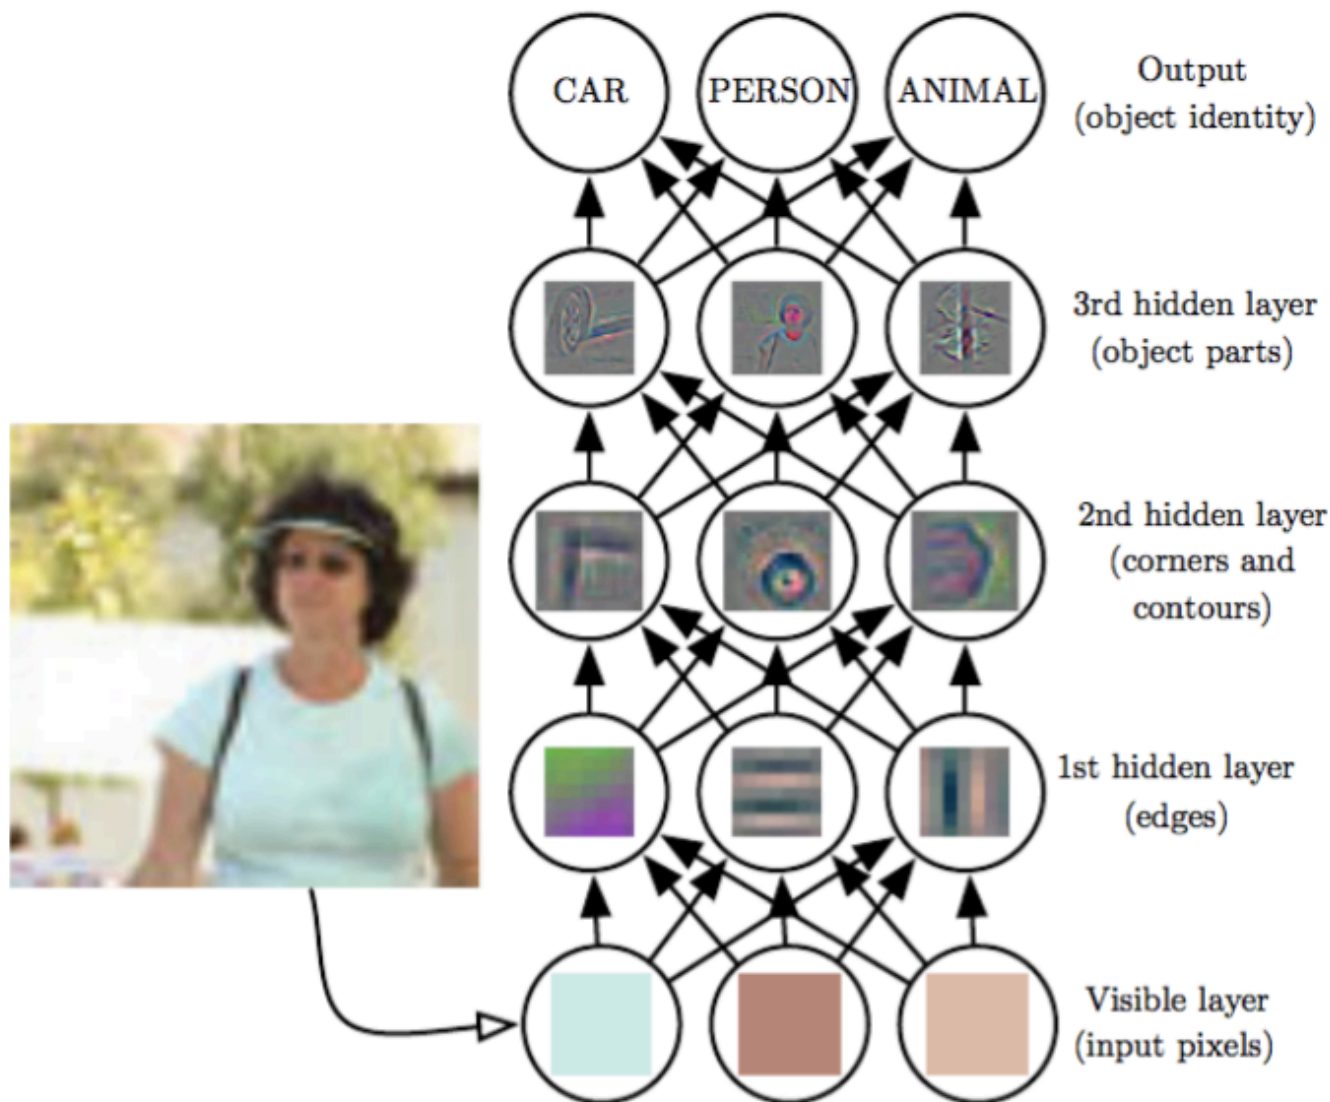 CAR
PERSON
ANIMAL
Output
(object identity)
3rd hidden layer
(object parts)
2nd hidden layer
(corners and
contours)
1st hidden layer
(edges)
Visible layer
(input pixels)